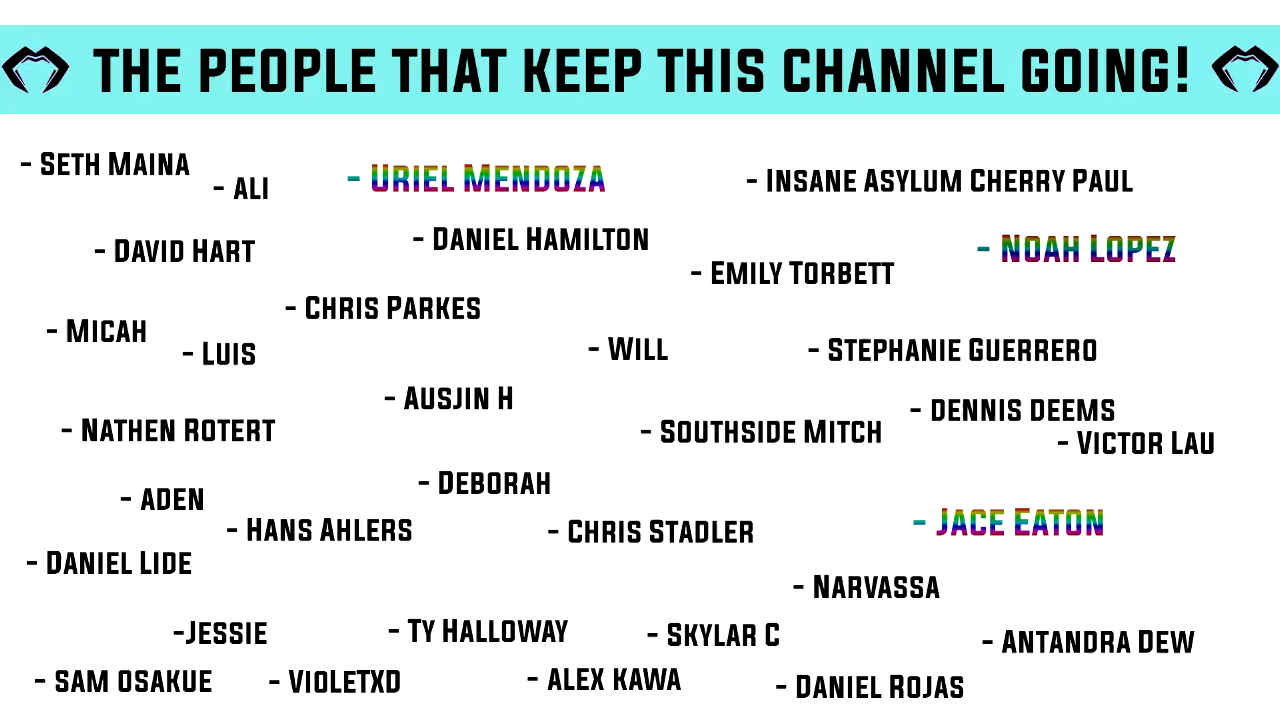 THE PEOPLE THAT KEEP THIS CHANNEL GOING!
- SETH MAINA
- ALI
- URIEL MENDOZA
- INSANE ASYLUM CHERRY PAUL
- DAVID HART
- DANIEL HAMILTON
- EMILY TORBETT
- NOAH LOPEZ
- CHRIS PARKES
- MICAH
- LUIS
- WILL
- STEPHANIE GUERRERO
- AUSJIN H
- DENNIS DEEMS
- NATHEN ROTERT
- SOUTHSIDE MITCH
- VICTOR LAU
- DEBORAH
- ADEN
- HANS AHLERS
- CHRIS STADLER
- JACE EATON
- DANIEL LIDE
- NARVASSA
-JESSIE
- TY HALLOWAY
- SKYLAR C
- ANTANDRA DEW
- SAM OSAKUE
- VIOLETXD
- ALEX KAWA
- DANIEL ROJAS